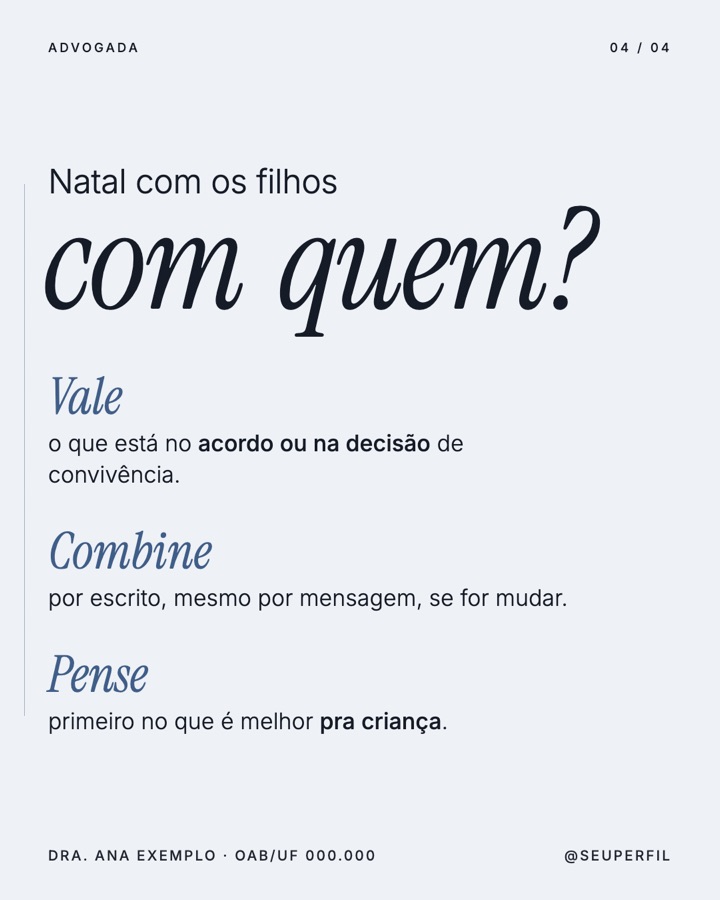 ADVOGADA
04 / 04
Natal com os filhos
com quem?
Vale
o que está no acordo ou na decisão de
convivência.
Combine
por escrito, mesmo por mensagem, se for mudar.
Pense
primeiro no que é melhor pra criança.
DRA. ANA EXEMPLO · OAB/UF 000.000
@SEUPERFIL